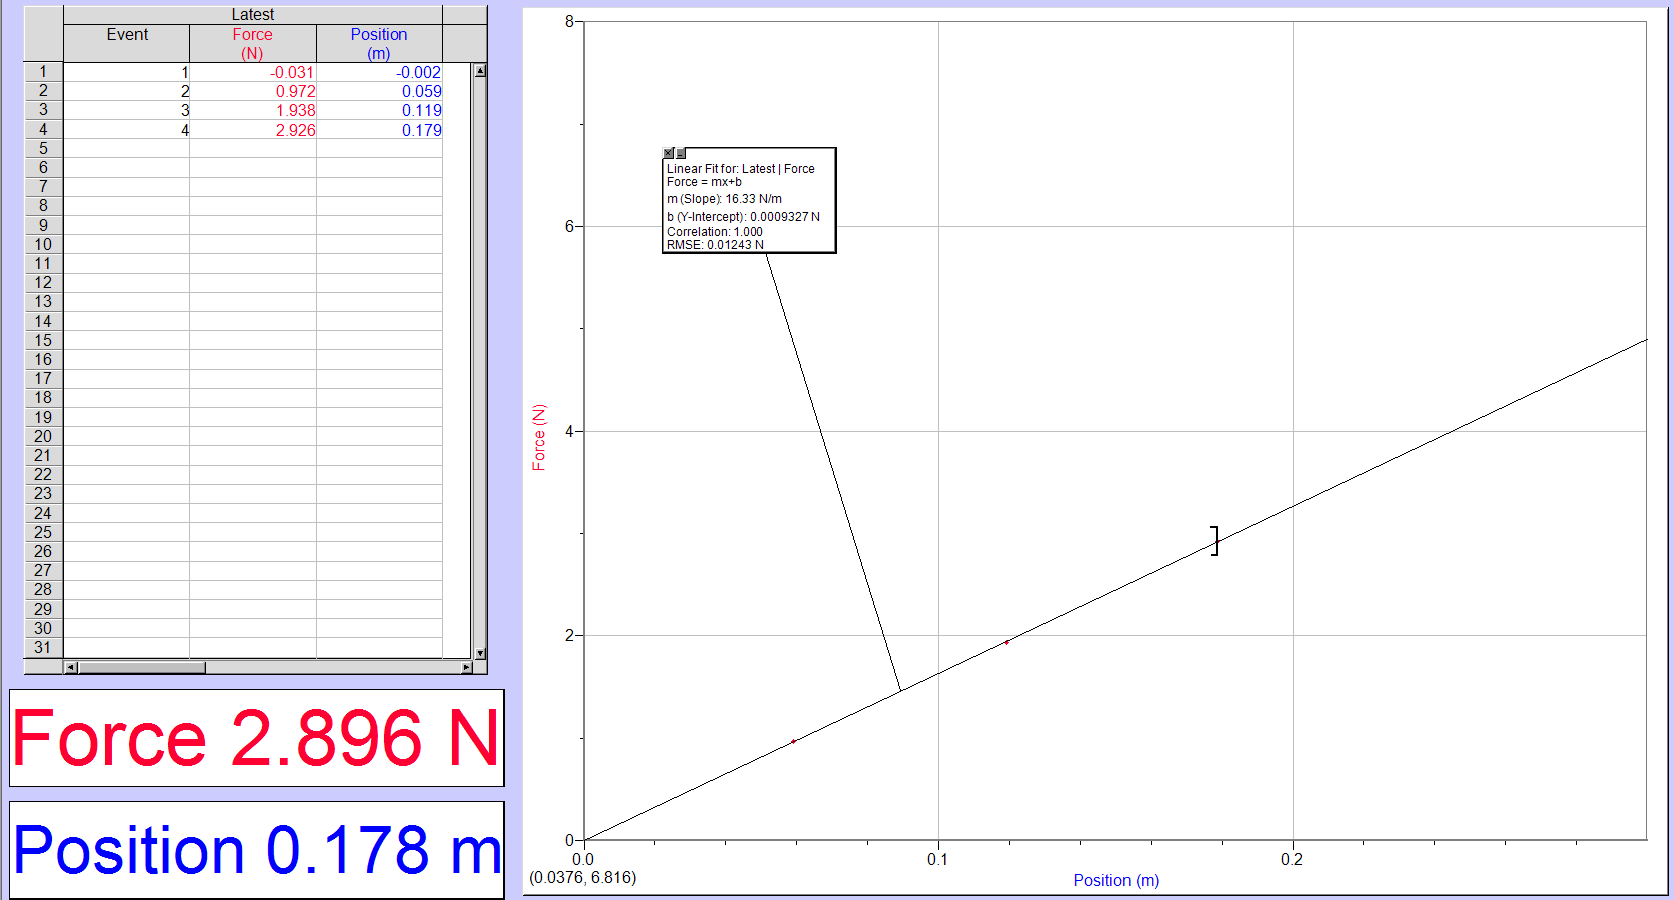 Latest
Event Force Position
(N) (m)
1 1 -0.031 -0.002
2 2 0.972 0.059
3 3 1.938 0.119
4 4 2.926 0.179
5
6
7
8
9
10
11
12
13
14
15
16
17
18
19
20
21
22
23
24
25
26
27
28
29
30
31
Force 2.896 N
Position 0.178 m
8
6
4
2
0
Force (N)
Linear Fit for: Latest | Force
Force = mx+b
m (Slope): 16.33 N/m
b (Y-Intercept): 0.0009327 N
Correlation: 1.000
RMSE: 0.01243 N
0.0 0.1 0.2
(0.0376, 6.816)
Position (m)